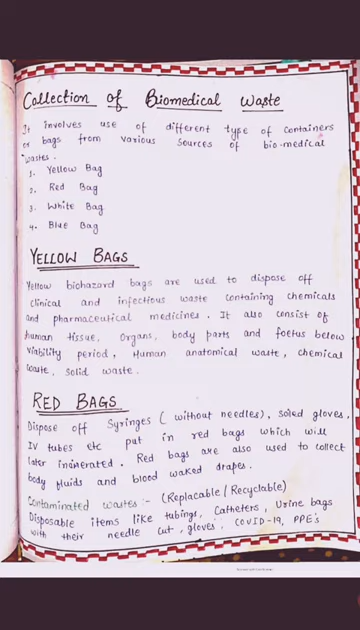 Collection of Biomedical Waste
It involves use of different type of containers
or bags from various sources of bio-medical
wastes.
1. Yellow Bag
2. Red Bag
3. White Bag
4. Blue Bag
YELLOW BAGS
Yellow biohazard bags are used to dispose off
clinical and infectious waste containing chemicals
and pharmaceutical medicines. It also consist of
human tissue, Organs, body parts and foetus below
viability period, Human anatomical waste, chemical
waste, solid waste.
RED BAGS
Dispose off Syringes (without needles), soiled gloves,
IV tubes etc put in red bags which will
later incinerated. Red bags are also used to collect
body fluids and blood waked drapes.
Contaminated wastes :- (Replacable/Recyclable)
Disposable items like tubings, Catheters, Urine bags
with their needle cut, gloves. COVID-19, PPE's